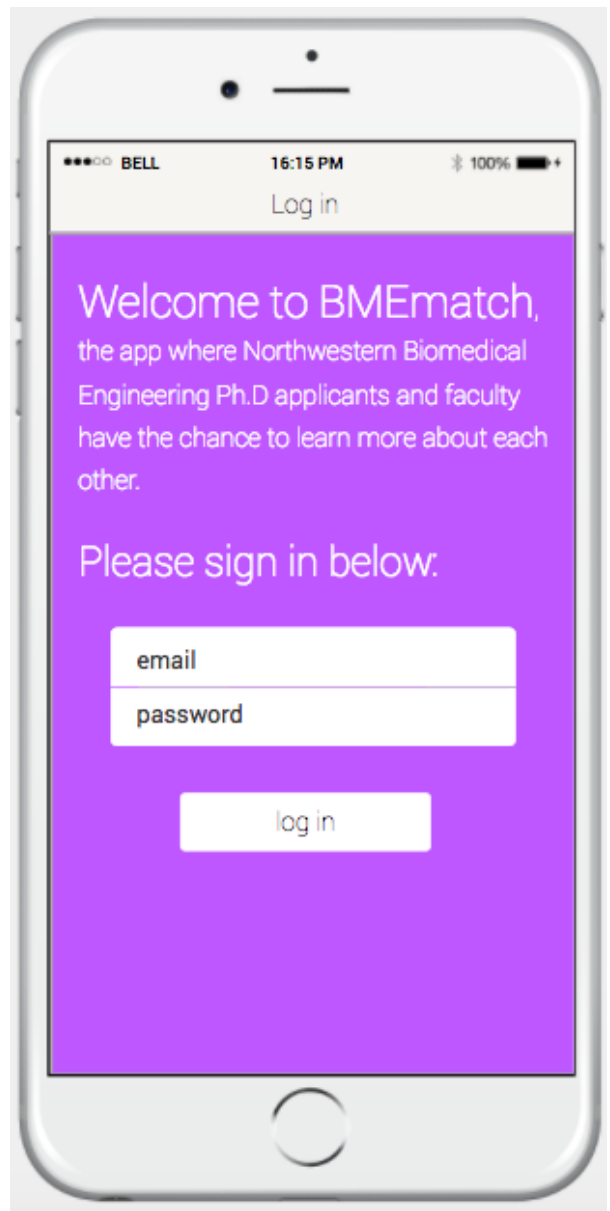 BELL 16:15 PM 100%
Log in
Welcome to BMEmatch,
the app where Northwestern Biomedical
Engineering Ph.D applicants and faculty
have the chance to learn more about each
other.
Please sign in below:
email
password
log in